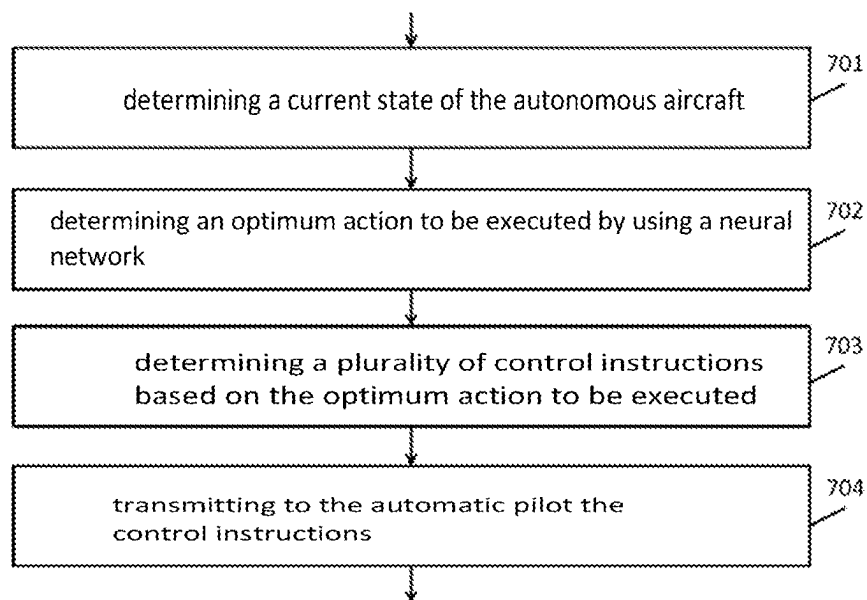 701
determining a current state of the autonomous aircraft
702
determining an optimum action to be executed by using a neural
network
703
determining a plurality of control instructions
based on the optimum action to be executed
704
transmitting to the automatic pilot the
control instructions